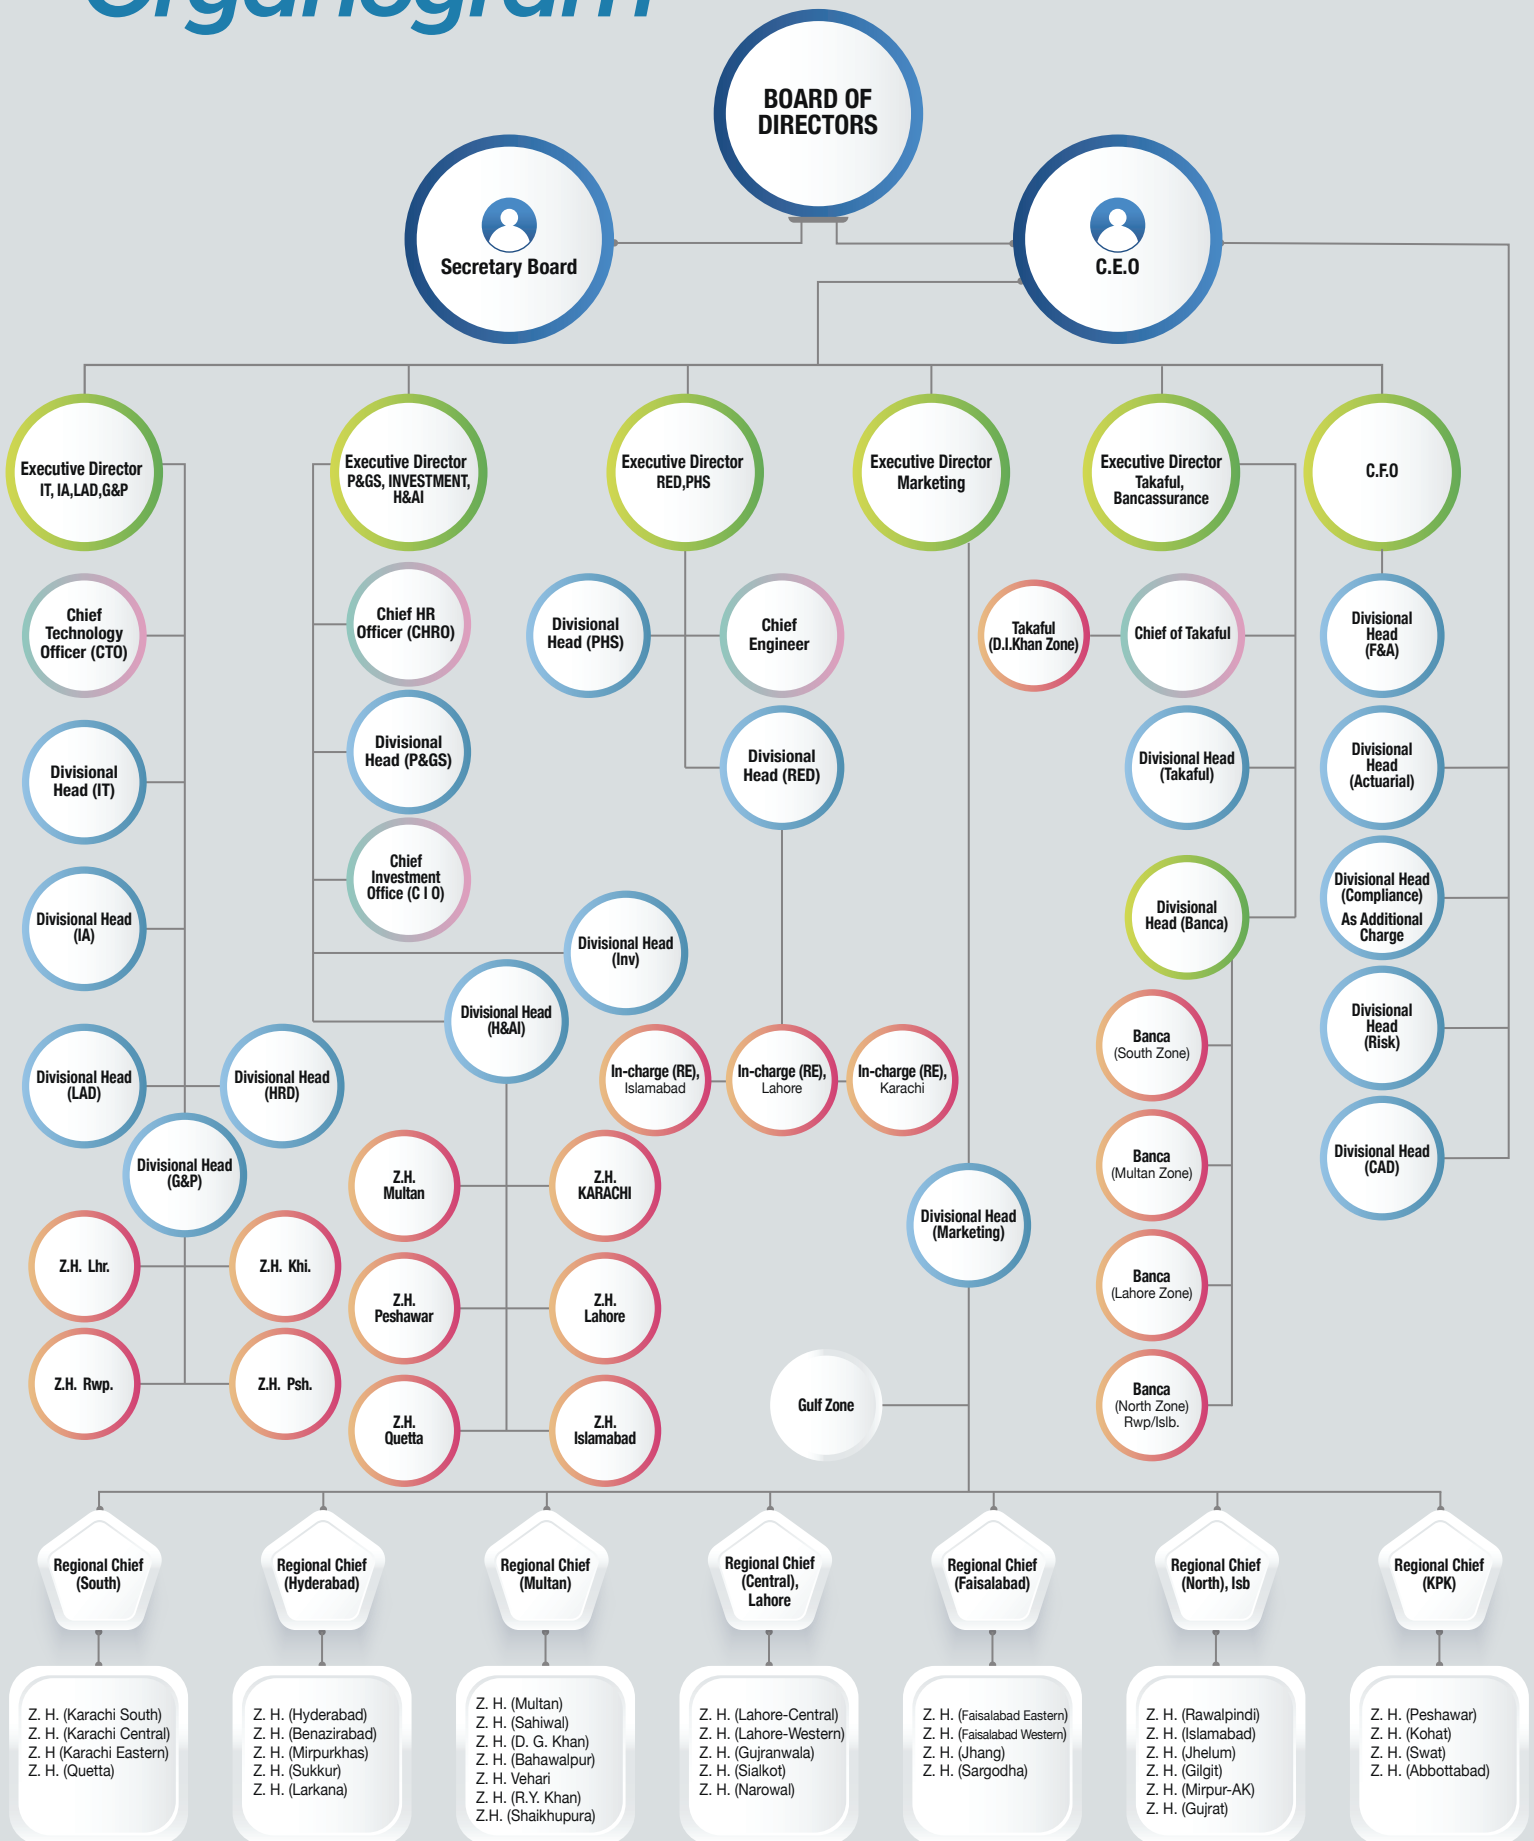 Organogram
BOARD OF
DIRECTORS
Secretary Board
C.E.O
Executive Director
IT, IA,LAD,G&P
Executive Director
P&GS, INVESTMENT,
H&AI
Executive Director
RED,PHS
Executive Director
Marketing
Executive Director
Takaful,
Bancassurance
C.F.O
Chief
Technology
Officer (CTO)
Divisional
Head (IT)
Divisional Head
(IA)
Divisional Head
(LAD)
Divisional Head
(HRD)
Divisional Head
(G&P)
Z.H. Lhr.
Z.H. Khi.
Z.H. Rwp.
Z.H. Psh.
Chief HR
Officer (CHRO)
Divisional
Head (P&GS)
Chief
Investment
Office (C I O)
Divisional Head
(Inv)
Divisional Head
(H&AI)
Z.H.
Multan
Z.H.
KARACHI
Z.H.
Peshawar
Z.H.
Lahore
Z.H.
Quetta
Z.H.
Islamabad
Divisional
Head (PHS)
Chief
Engineer
Divisional
Head (RED)
In-charge (RE),
Islamabad
In-charge (RE),
Lahore
In-charge (RE),
Karachi
Divisional Head
(Marketing)
Gulf Zone
Takaful
(D.I.Khan Zone)
Chief of Takaful
Divisional Head
(Takaful)
Divisional
Head (Banca)
Banca
(South Zone)
Banca
(Multan Zone)
Banca
(Lahore Zone)
Banca
(North Zone)
Rwp/Islb.
Divisional
Head
(F&A)
Divisional
Head
(Actuarial)
Divisional Head
(Compliance)
As Additional
Charge
Divisional
Head
(Risk)
Divisional Head
(CAD)
Regional Chief
(South)
Regional Chief
(Hyderabad)
Regional Chief
(Multan)
Regional Chief
(Central),
Lahore
Regional Chief
(Faisalabad)
Regional Chief
(North), Isb
Regional Chief
(KPK)
Z. H. (Karachi South)
Z. H. (Karachi Central)
Z. H (Karachi Eastern)
Z. H. (Quetta)
Z. H. (Hyderabad)
Z. H. (Benazirabad)
Z. H. (Mirpurkhas)
Z. H. (Sukkur)
Z. H. (Larkana)
Z. H. (Multan)
Z. H. (Sahiwal)
Z. H. (D. G. Khan)
Z. H. (Bahawalpur)
Z. H. Vehari
Z. H. (R.Y. Khan)
Z.H. (Shaikhupura)
Z. H. (Lahore-Central)
Z. H. (Lahore-Western)
Z. H. (Gujranwala)
Z. H. (Sialkot)
Z. H. (Narowal)
Z. H. (Faisalabad Eastern)
Z. H. (Faisalabad Western)
Z. H. (Jhang)
Z. H. (Sargodha)
Z. H. (Rawalpindi)
Z. H. (Islamabad)
Z. H. (Jhelum)
Z. H. (Gilgit)
Z. H. (Mirpur-AK)
Z. H. (Gujrat)
Z. H. (Peshawar)
Z. H. (Kohat)
Z. H. (Swat)
Z. H. (Abbottabad)